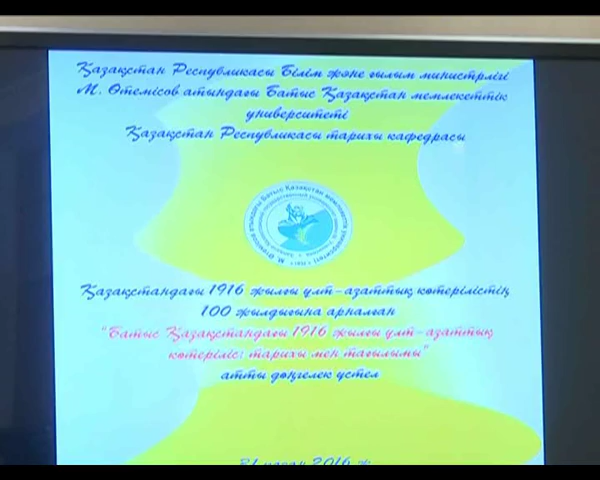 Қазақстан Республикасы Білім және ғылым министрлігі
М. Өтемісов атындағы Батыс Қазақстан мемлекеттік
университеті
Қазақстан Республикасы тарихы кафедрасы
Қазақстандағы 1916 жылғы ұлт-азаттық көтерілістің
100 жылдығына арналған
"Батыс Қазақстандағы 1916 жылғы ұлт-азаттық
көтеріліс: тарихы мен тағылымы"
атты дөңгелек үстел
2016 ж